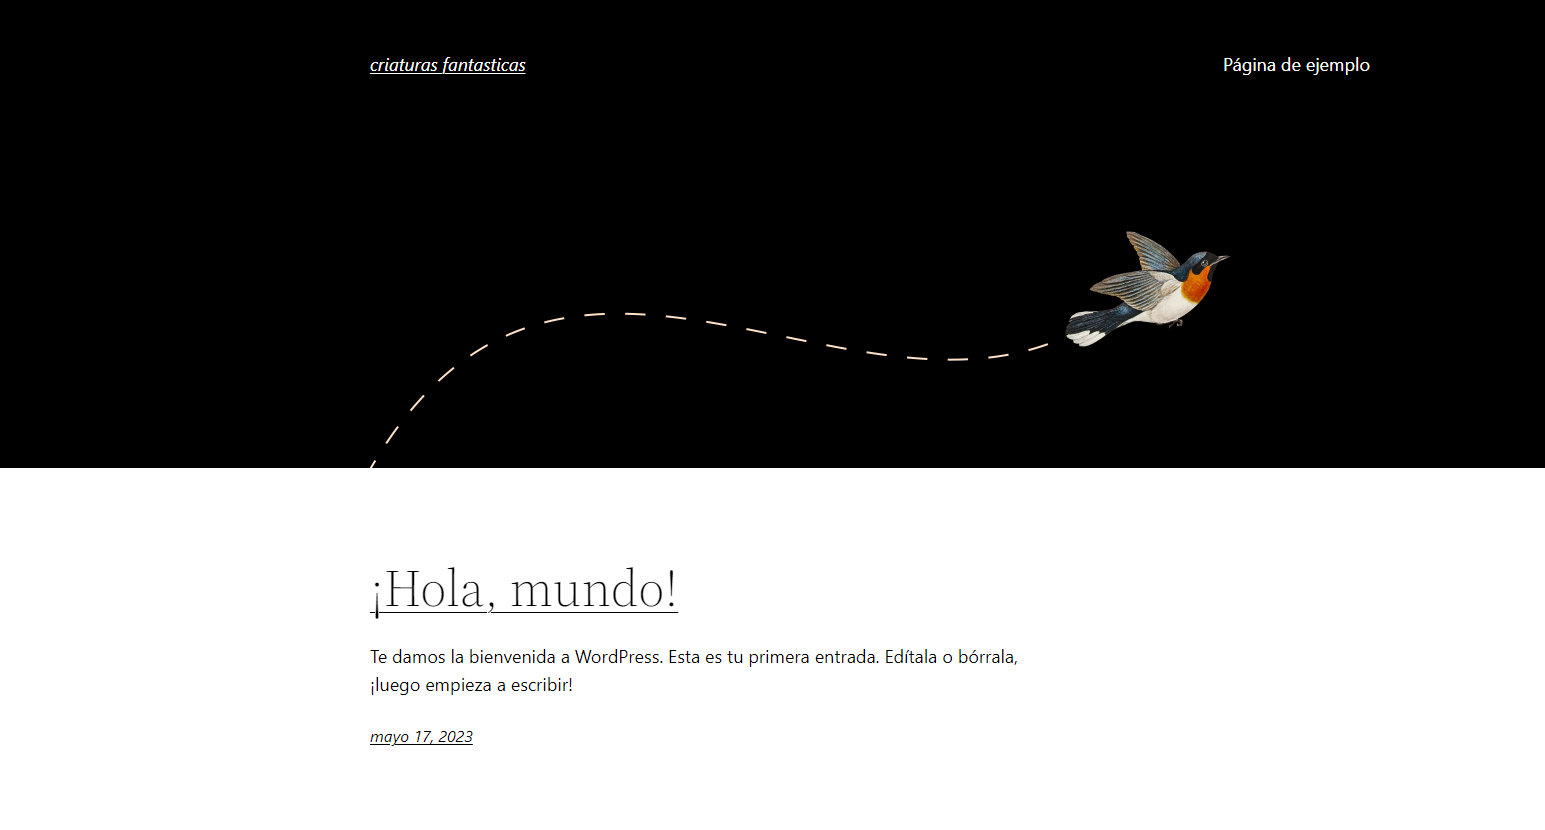 criaturas fantasticas
Página de ejemplo
¡Hola, mundo!
Te damos la bienvenida a WordPress. Esta es tu primera entrada. Edítala o bórrala,
¡luego empieza a escribir!
mayo 17, 2023